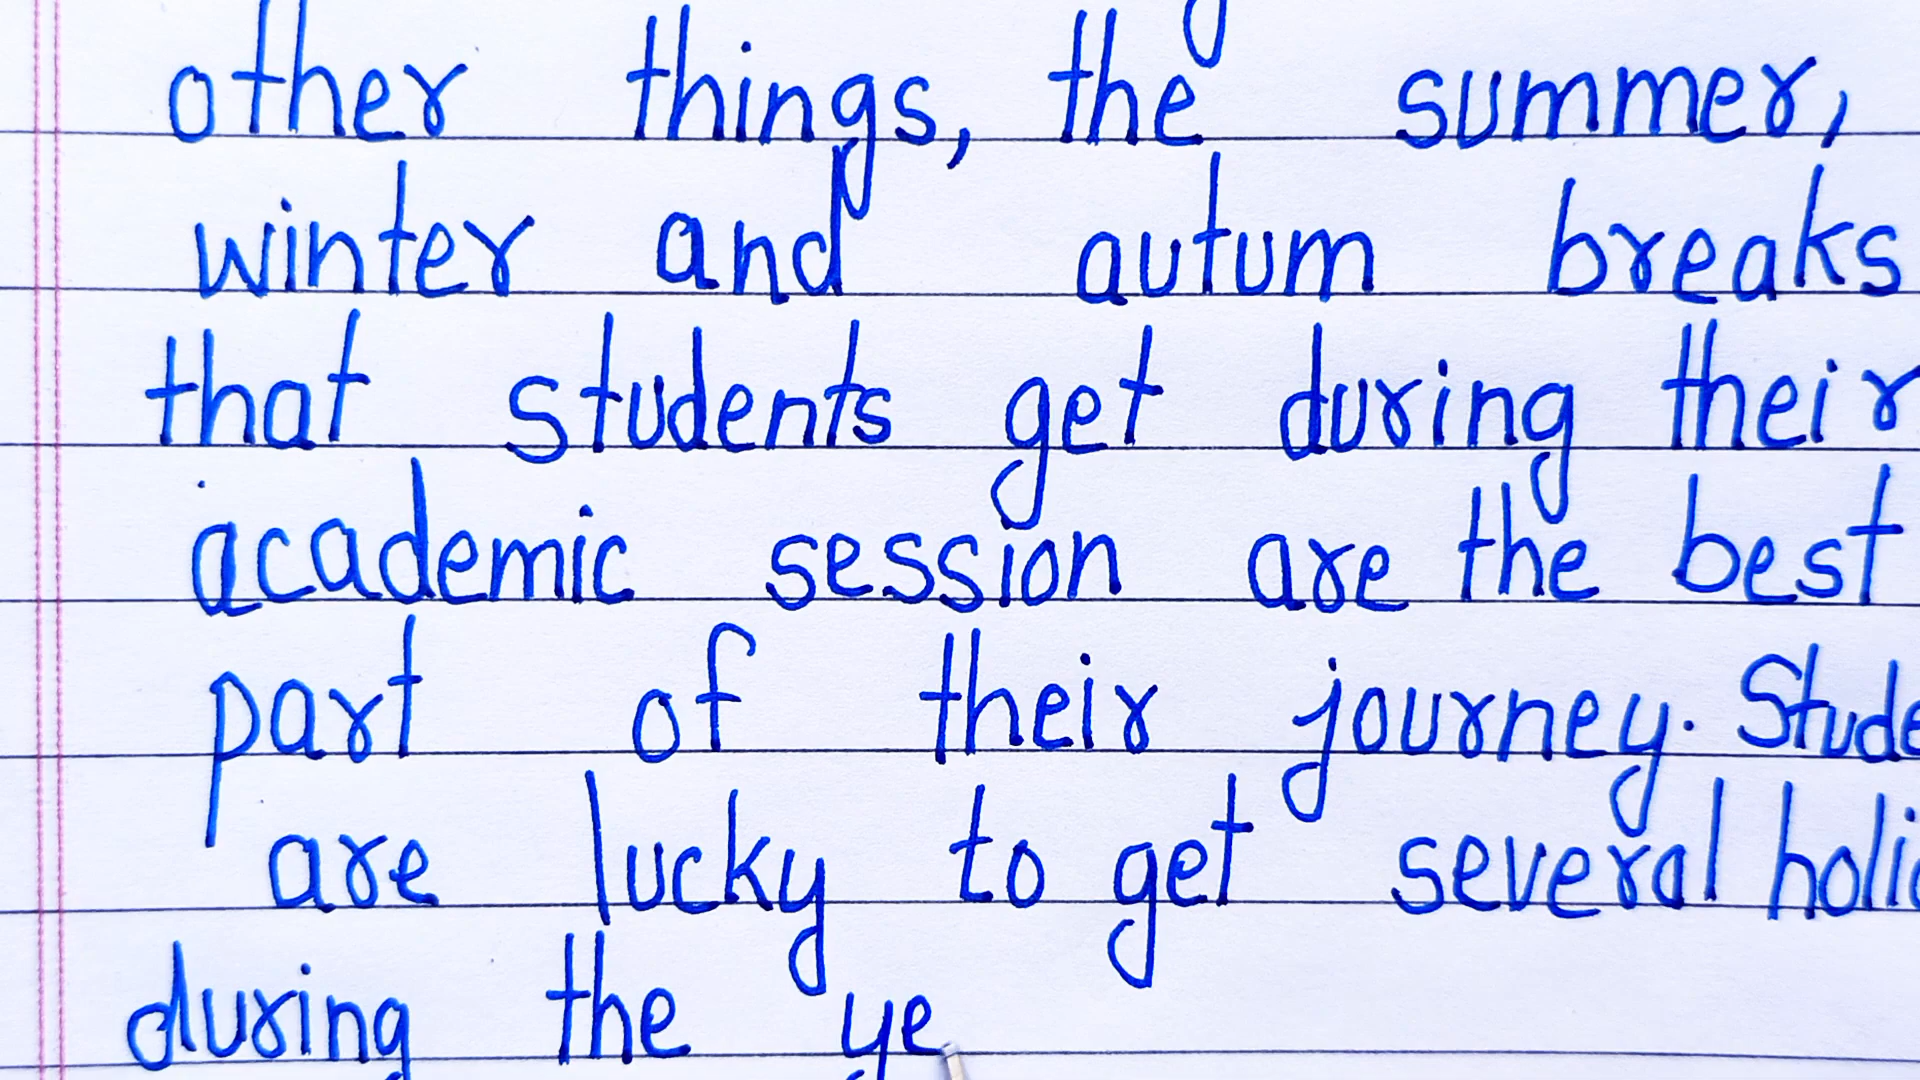 other things, the summer,
winter and autum breaks
that students get during their
academic session are the best
part of their journey. Stude
are lucky to get several holi
during the ye